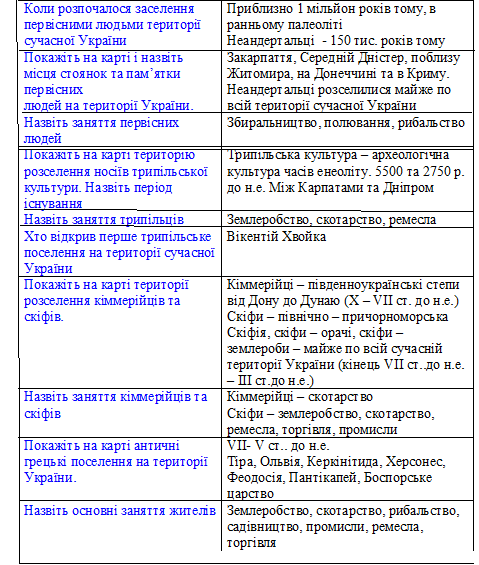 Коли розпочалося заселення
первісними людьми території
сучасної України
Приблизно 1 мільйон років тому, в
ранньому палеоліті
Неандертальці - 150 тис. років тому
Покажіть на карті і назвіть
місця стоянок та пам’ятки
первісних
людей на території України.
Закарпаття, Середній Дністер, поблизу
Житомира, на Донеччині та в Криму.
Неандертальці розселилися майже по
всій території сучасної України
Назвіть заняття первісних
людей
Збиральництво, полювання, рибальство
Покажіть на карті територію
розселення носіїв трипільської
культури. Назвіть період
існування
Трипільська культура – археологічна
культура часів енеоліту. 5500 та 2750 р.
до н.е. Між Карпатами та Дніпром
Назвіть заняття трипільців
Землеробство, скотарство, ремесла
Хто відкрив перше трипільське
поселення на території сучасної
України
Вікентій Хвойка
Покажіть на карті території
розселення кіммерійців та
скіфів.
Кіммерійці – південноукраїнські степи
від Дону до Дунаю (X – VII ст. до н.е.)
Скіфи – північно – причорноморська
Скіфія, скіфи – орачі, скіфи –
землероби – майже по всій сучасній
території України (кінець VII ст..до н.е.
– III ст.до н.е.)
Назвіть заняття кіммерійців та
скіфів
Кіммерійці – скотарство
Скіфи – землеробство, скотарство,
ремесла, торгівля, промисли
Покажіть на карті античні
грецькі поселення на території
України.
VII- V ст.. до н.е.
Тіра, Ольвія, Керкінітида, Херсонес,
Феодосія, Пантікапей, Боспорське
царство
Назвіть основні заняття жителів
Землеробство, скотарство, рибальство,
садівництво, промисли, ремесла,
торгівля